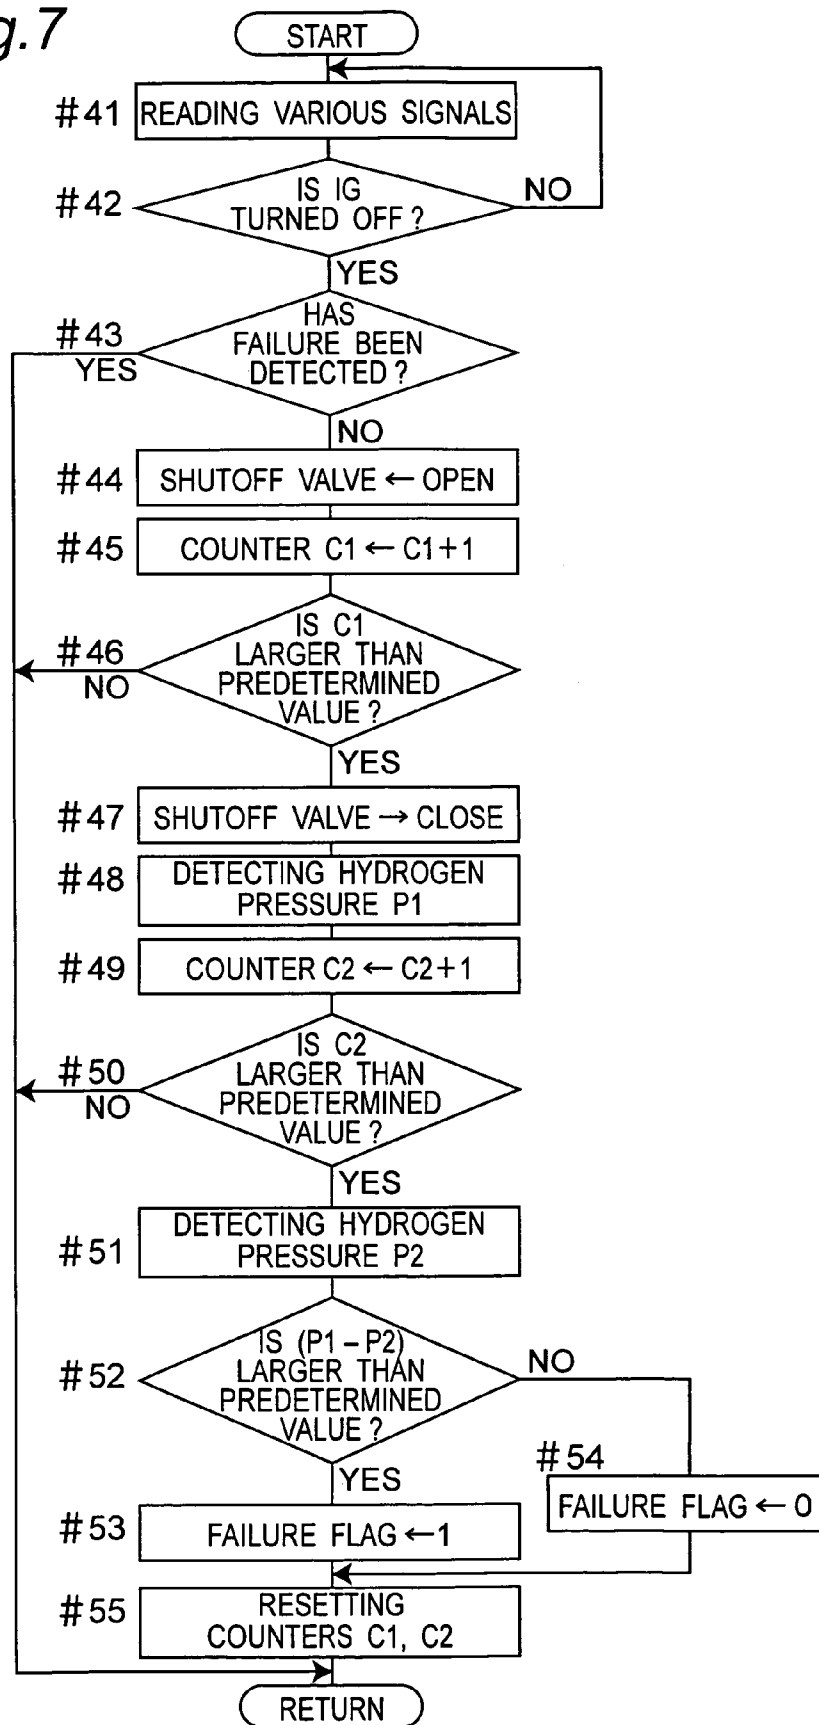 g.7
START
#41
READING VARIOUS SIGNALS
#42
IS IG
TURNED OFF?
NO
YES
#43
YES
HAS
FAILURE BEEN
DETECTED?
NO
#44
SHUTOFF VALVE ← OPEN
#45
COUNTER C1 ← C1+1
#46
NO
IS C1
LARGER THAN
PREDETERMINED
VALUE?
YES
#47
SHUTOFF VALVE → CLOSE
#48
DETECTING HYDROGEN
PRESSURE P1
#49
COUNTER C2 ← C2+1
#50
NO
IS C2
LARGER THAN
PREDETERMINED
VALUE?
YES
#51
DETECTING HYDROGEN
PRESSURE P2
#52
IS (P1-P2)
LARGER THAN
PREDETERMINED
VALUE?
NO
YES
#54
FAILURE FLAG ← 0
#53
FAILURE FLAG ← 1
#55
RESETTING
COUNTERS C1, C2
RETURN